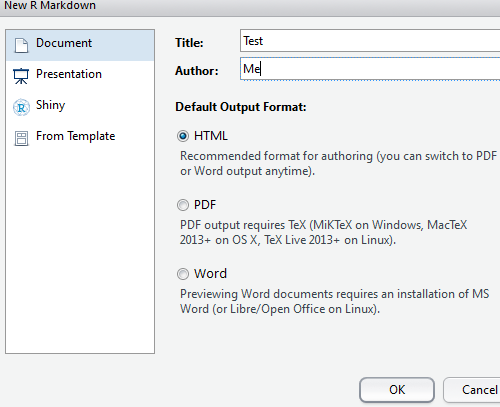 New R Markdown
Document
Presentation
Shiny
From Template
Title: Test
Author: Me
Default Output Format:
HTML
Recommended format for authoring (you can switch to PDF
or Word output anytime).
PDF
PDF output requires TeX (MiKTeX on Windows, MacTeX
2013+ on OS X, TeX Live 2013+ on Linux).
Word
Previewing Word documents requires an installation of MS
Word (or Libre/Open Office on Linux).
OK Cancel